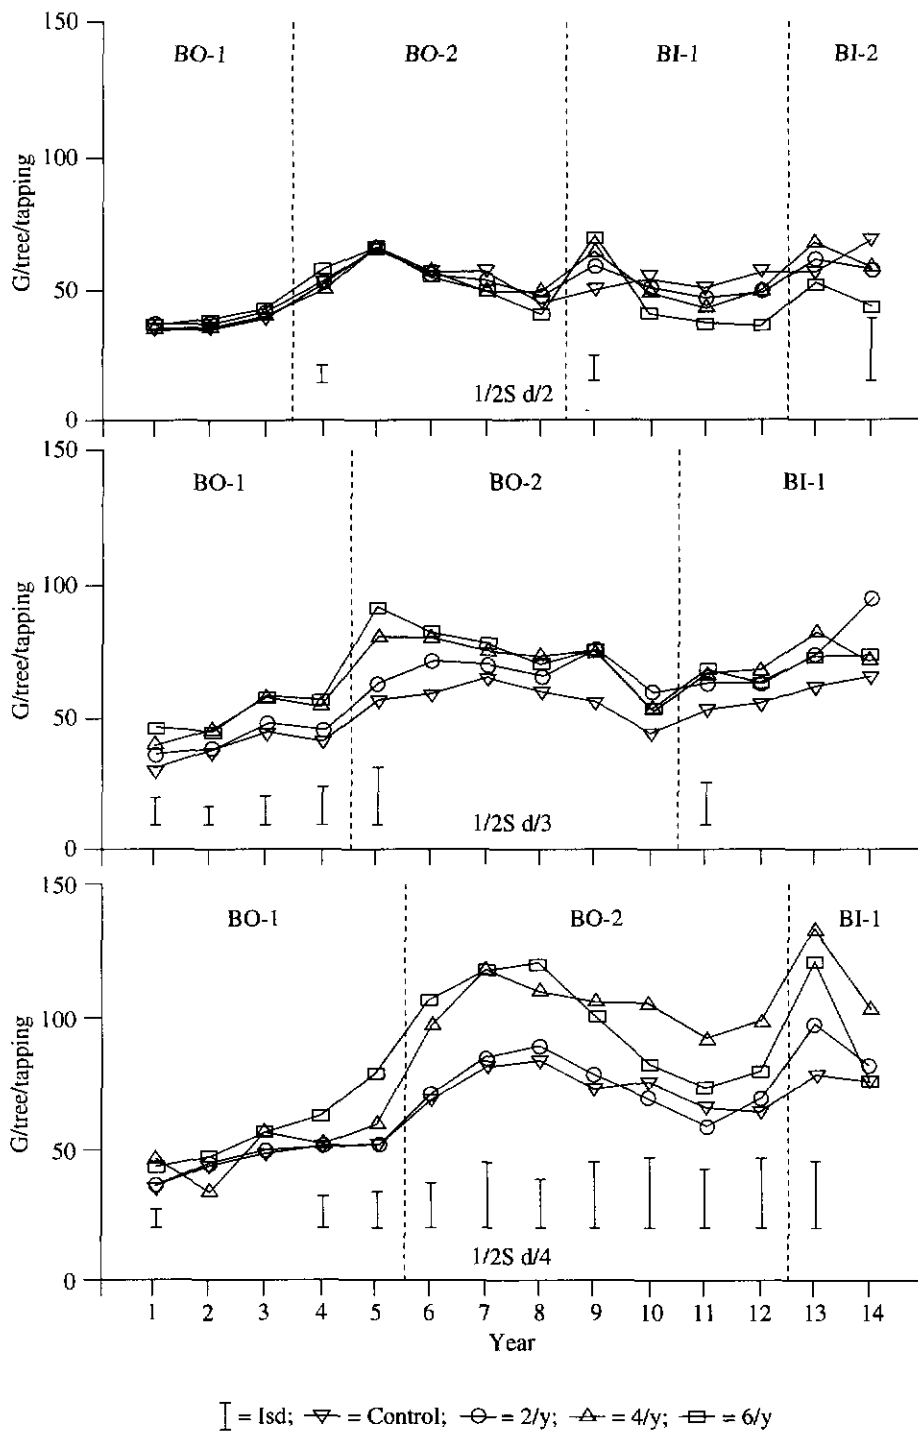 150
BO-1 BO-2 BI-1 BI-2
100
G/tree/tapping
50
1/2S d/2
0
150
BO-1 BO-2 BI-1
100
G/tree/tapping
50
1/2S d/3
0
150
BO-1 BO-2 BI-1
100
G/tree/tapping
50
1/2S d/4
0
1 2 3 4 5 6 7 8 9 10 11 12 13 14
Year
= lsd; = Control; = 2/y; = 4/y; = 6/y